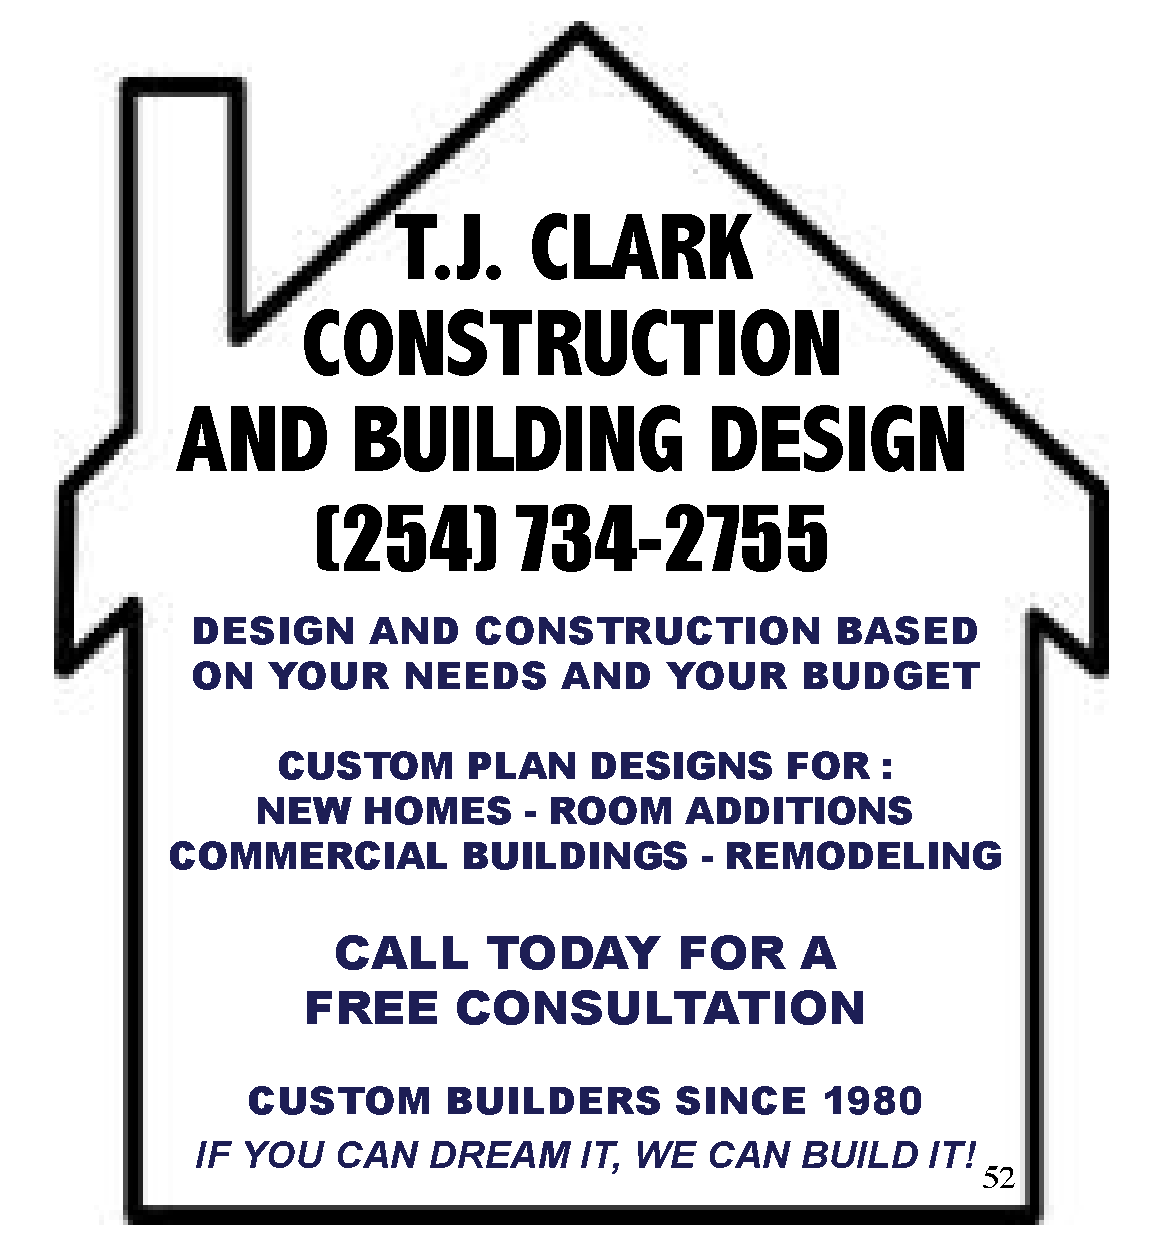 T.J. CLARK
CONSTRUCTION
AND BUILDING DESIGN
(254) 734-2755
DESIGN AND CONSTRUCTION BASED
ON YOUR NEEDS AND YOUR BUDGET
CUSTOM PLAN DESIGNS FOR :
NEW HOMES - ROOM ADDITIONS
COMMERCIAL BUILDINGS - REMODELING
CALL TODAY FOR A
FREE CONSULTATION
CUSTOM BUILDERS SINCE 1980
IF YOU CAN DREAM IT, WE CAN BUILD IT!
52